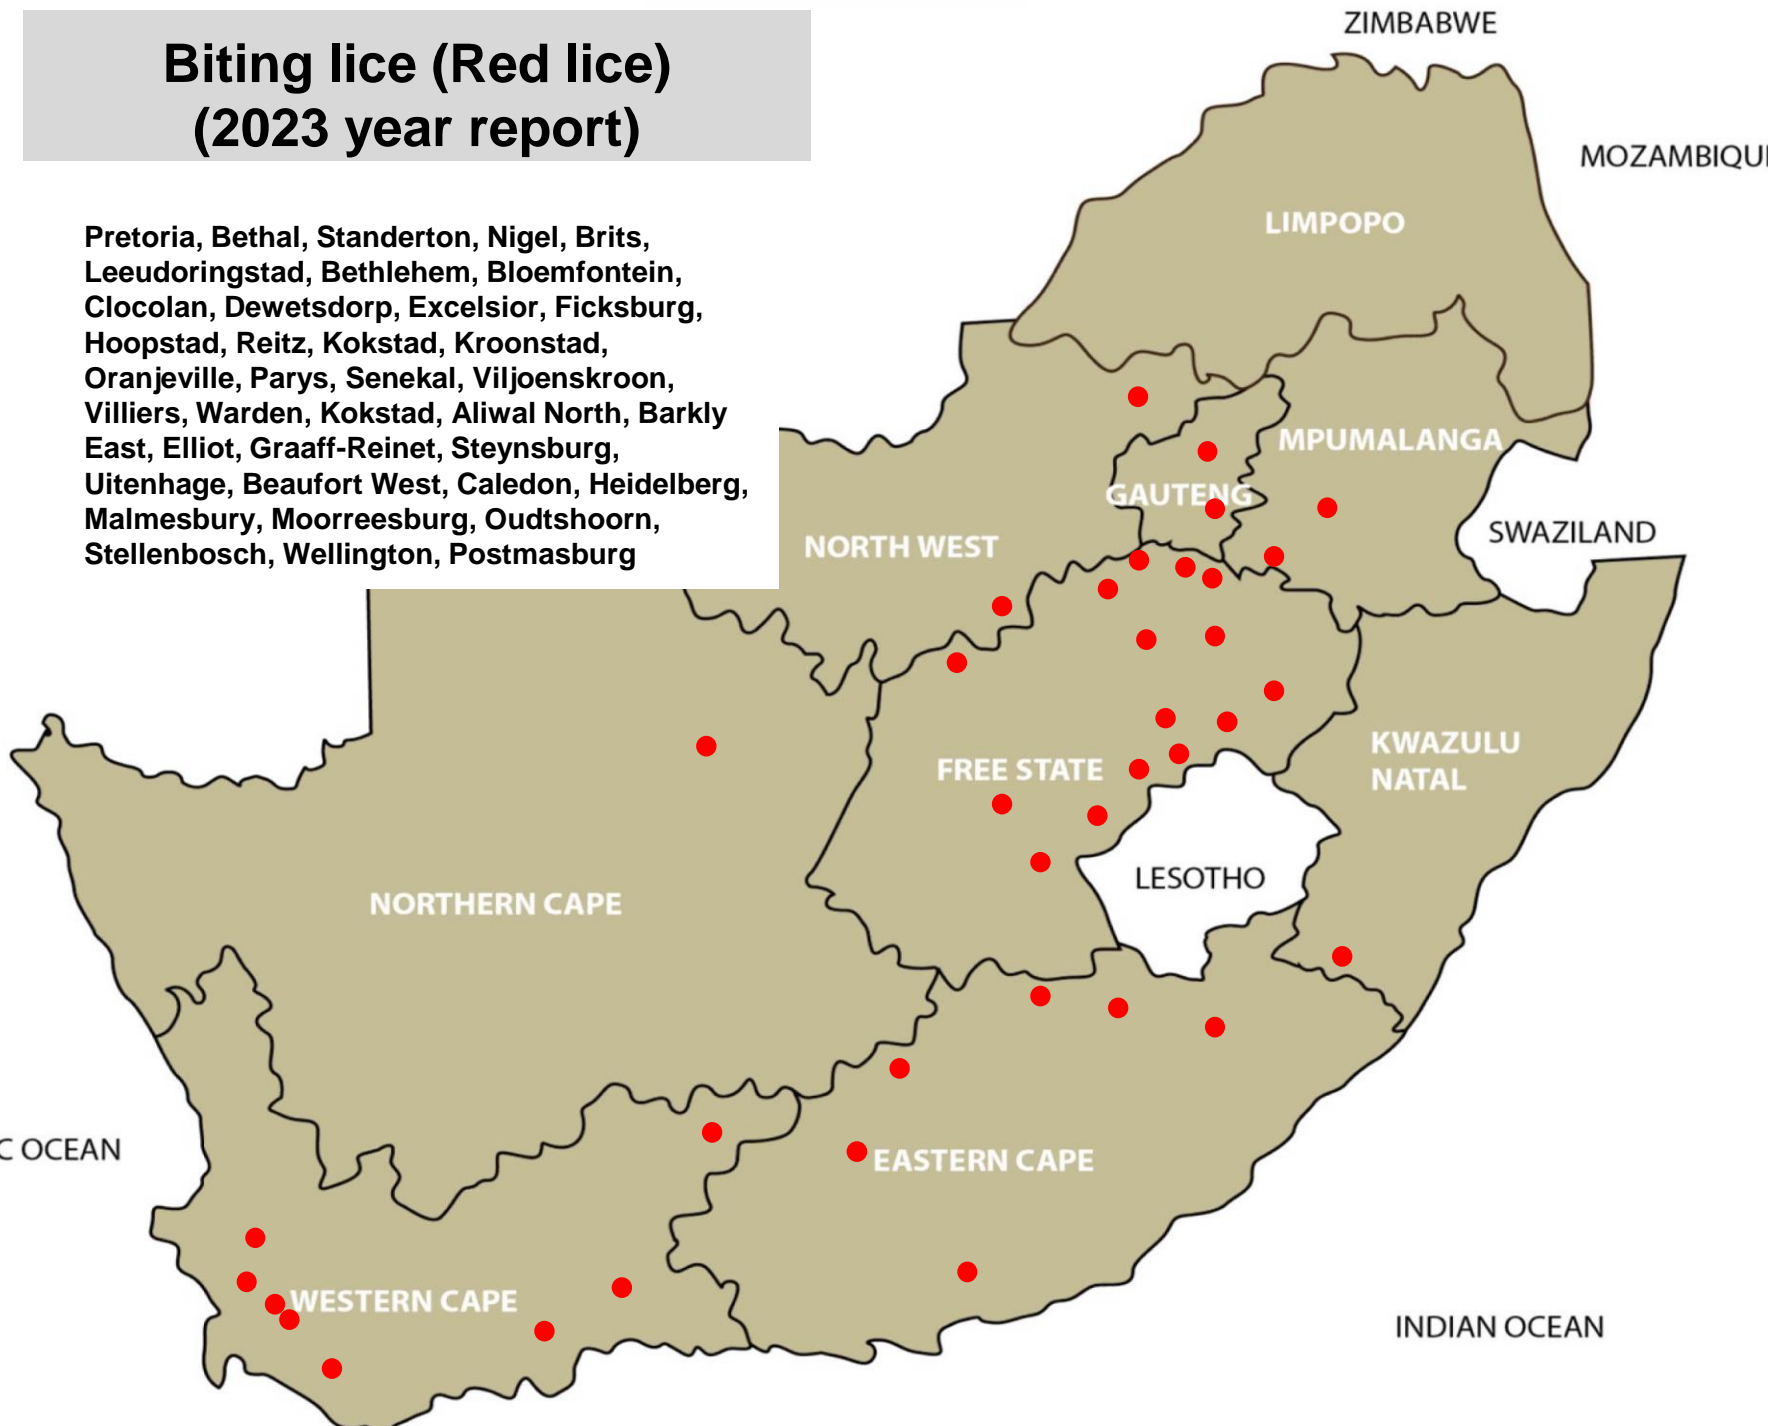 Biting lice (Red lice)
(2023 year report)
Pretoria, Bethal, Standerton, Nigel, Brits,
Leeudoringstad, Bethlehem, Bloemfontein,
Clocolan, Dewetsdorp, Excelsior, Ficksburg,
Hoopstad, Reitz, Kokstad, Kroonstad,
Oranjeville, Parys, Senekal, Viljoenskroon,
Villiers, Warden, Kokstad, Aliwal North, Barkly
East, Elliot, Graaff-Reinet, Steynsburg,
Uitenhage, Beaufort West, Caledon, Heidelberg,
Malmesbury, Moorreesburg, Oudtshoorn,
Stellenbosch, Wellington, Postmasburg
ZIMBABWE
MOZAMBIQU
LIMPOPO
MPUMALANGA
GAUTENG
SWAZILAND
NORTH WEST
KWAZULU
NATAL
FREE STATE
LESOTHO
NORTHERN CAPE
C OCEAN
EASTERN CAPE
WESTERN CAPE
INDIAN OCEAN